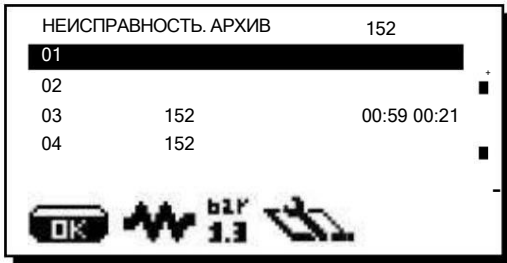 НЕИСПРАВНОСТЬ. АРХИВ 152
01
02
03 152 00:59 00:21
04 152
OK bar 1.3